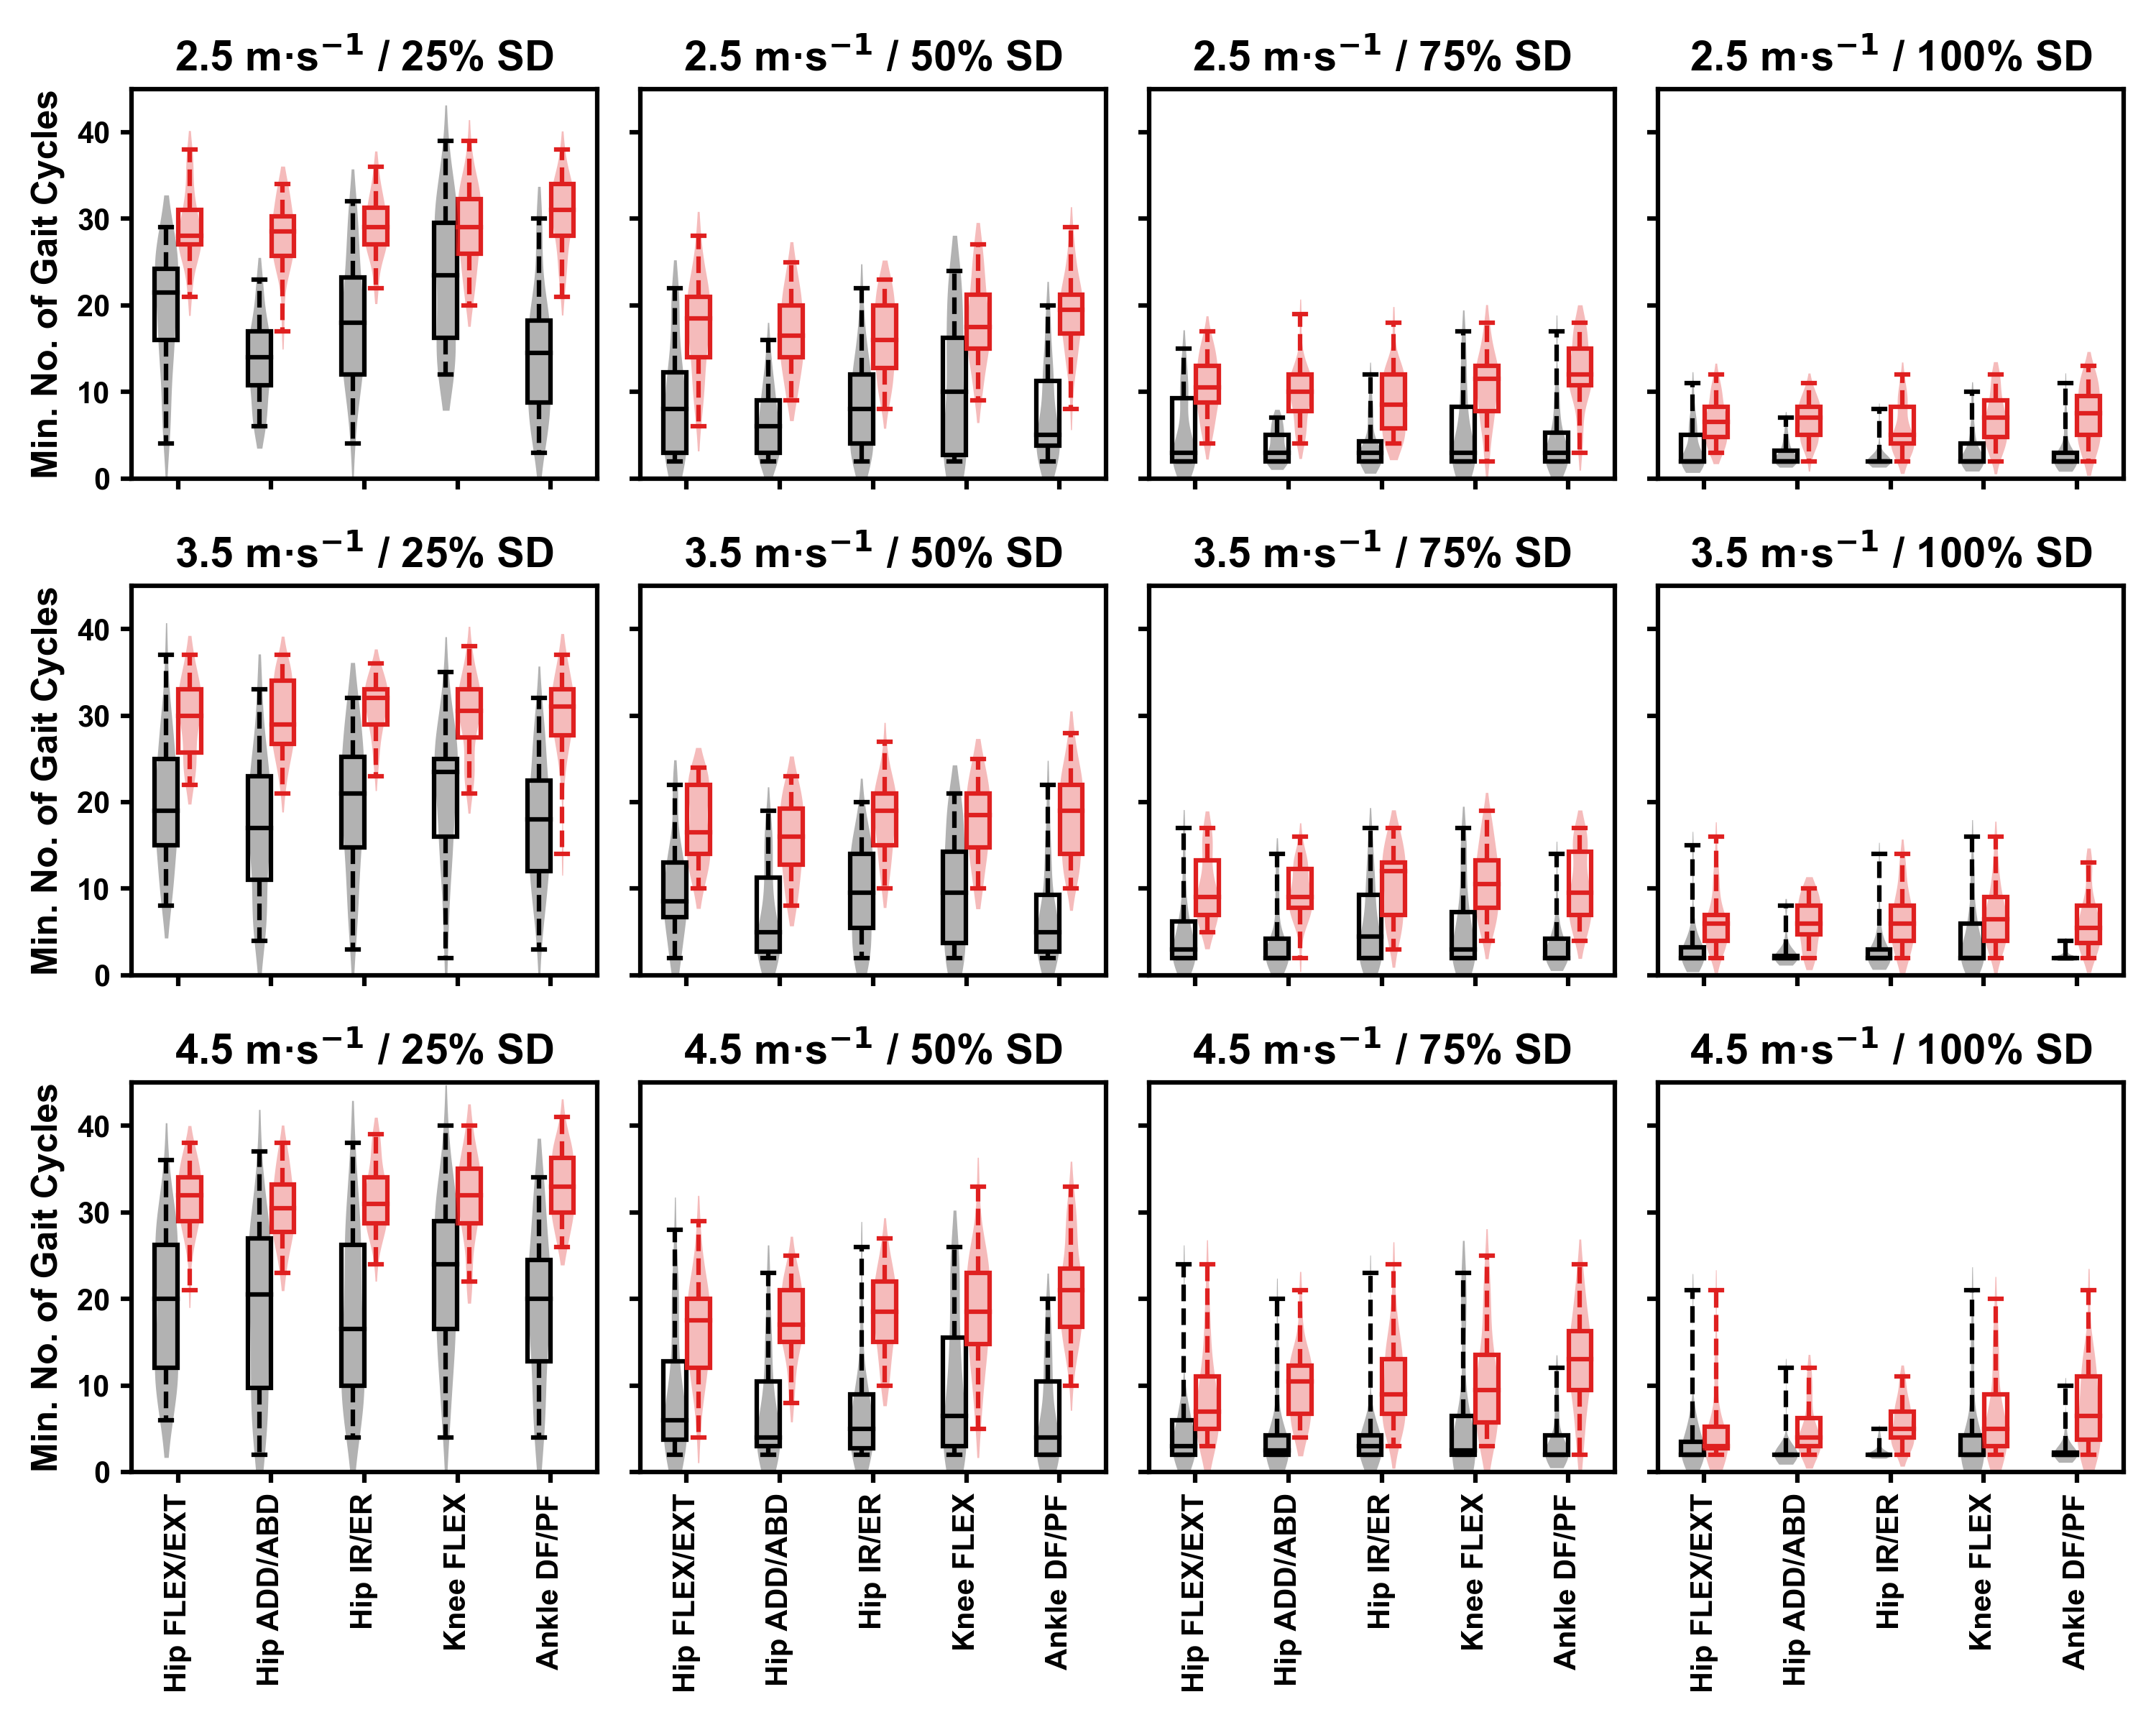 2.5 m·s⁻¹ / 25% SD
2.5 m·s⁻¹ / 50% SD
2.5 m·s⁻¹ / 75% SD
2.5 m·s⁻¹ / 100% SD
Min. No. of Gait Cycles
40
30
20
10
0
3.5 m·s⁻¹ / 25% SD
3.5 m·s⁻¹ / 50% SD
3.5 m·s⁻¹ / 75% SD
3.5 m·s⁻¹ / 100% SD
Min. No. of Gait Cycles
40
30
20
10
0
4.5 m·s⁻¹ / 25% SD
4.5 m·s⁻¹ / 50% SD
4.5 m·s⁻¹ / 75% SD
4.5 m·s⁻¹ / 100% SD
Min. No. of Gait Cycles
40
30
20
10
0
Hip FLEX/EXT
Hip ADD/ABD
Hip IR/ER
Knee FLEX
Ankle DF/PF
Hip FLEX/EXT
Hip ADD/ABD
Hip IR/ER
Knee FLEX
Ankle DF/PF
Hip FLEX/EXT
Hip ADD/ABD
Hip IR/ER
Knee FLEX
Ankle DF/PF
Hip FLEX/EXT
Hip ADD/ABD
Hip IR/ER
Knee FLEX
Ankle DF/PF